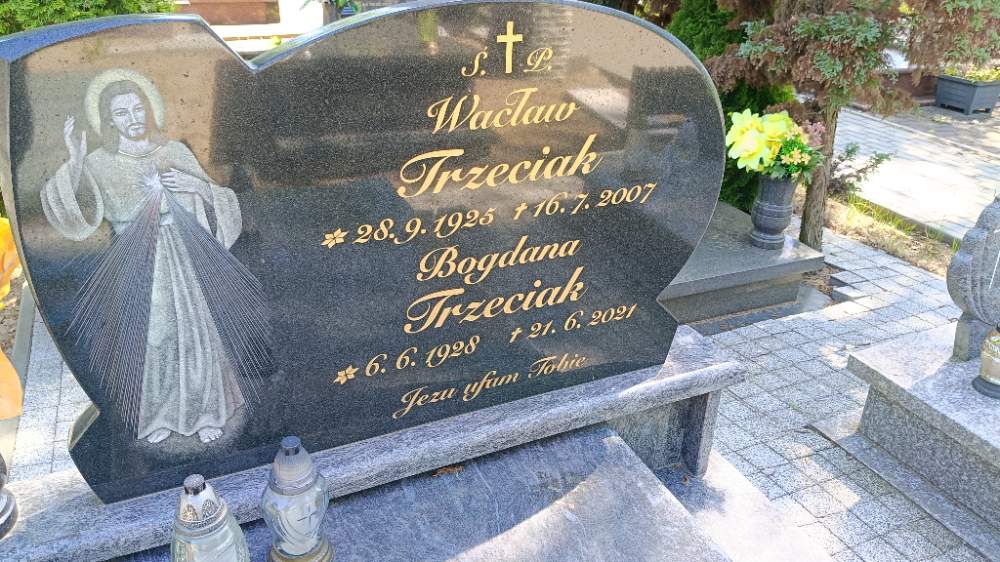 Ś. P.
Wacław
Trzeciak
* 28.9.1925 † 16.7.2007
Bogdana
Trzeciak
* 6.6.1928 † 21.6.2021
Jezu ufam Tobie